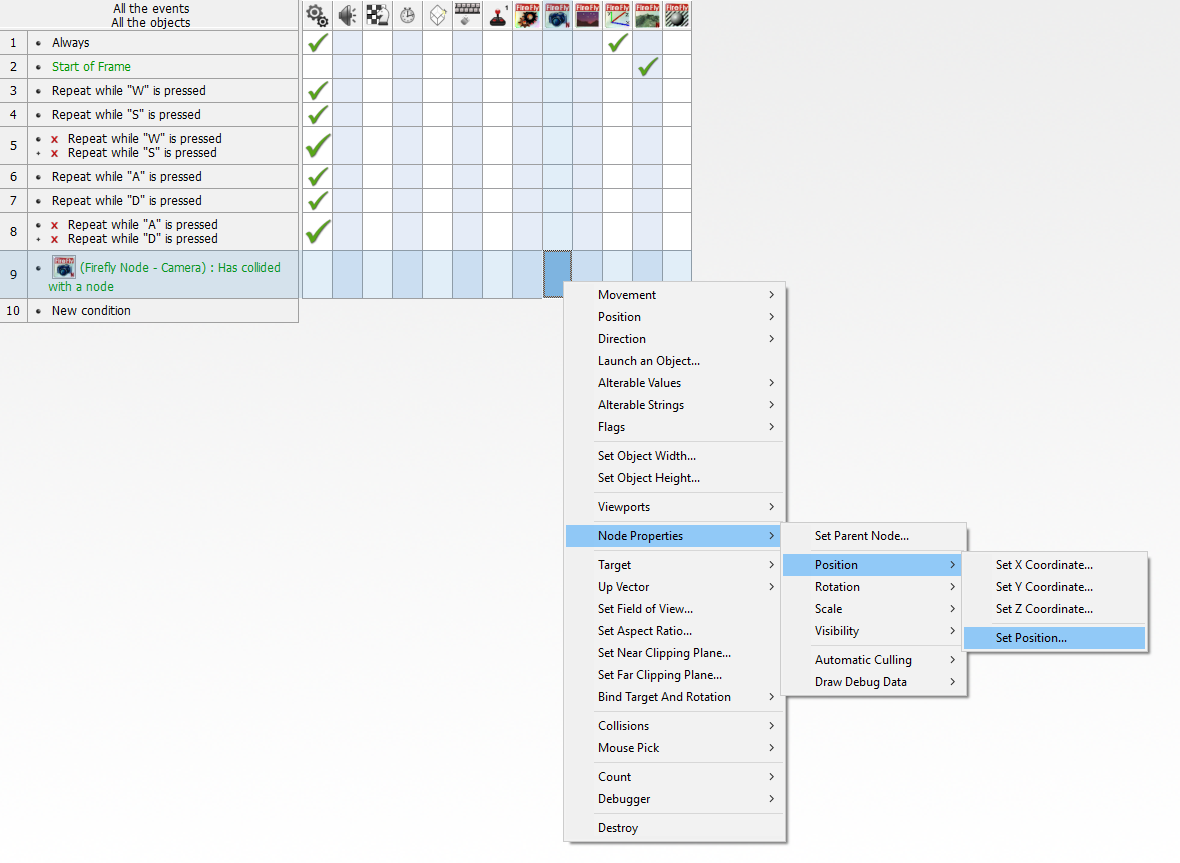 All the events
All the objects
1 Always
2 Start of Frame
3 Repeat while "W" is pressed
4 Repeat while "S" is pressed
5 X Repeat while "W" is pressed
+ X Repeat while "S" is pressed
6 Repeat while "A" is pressed
7 Repeat while "D" is pressed
8 X Repeat while "A" is pressed
+ X Repeat while "D" is pressed
9 (Firefly Node - Camera) : Has collided
with a node
10 New condition
Movement
Position
Direction
Launch an Object...
Alterable Values
Alterable Strings
Flags
Set Object Width...
Set Object Height...
Viewports
Node Properties
Target
Up Vector
Set Field of View...
Set Aspect Ratio...
Set Near Clipping Plane...
Set Far Clipping Plane...
Bind Target And Rotation
Collisions
Mouse Pick
Count
Debugger
Destroy
Set Parent Node...
Position
Rotation
Scale
Visibility
Automatic Culling
Draw Debug Data
Set X Coordinate...
Set Y Coordinate...
Set Z Coordinate...
Set Position...